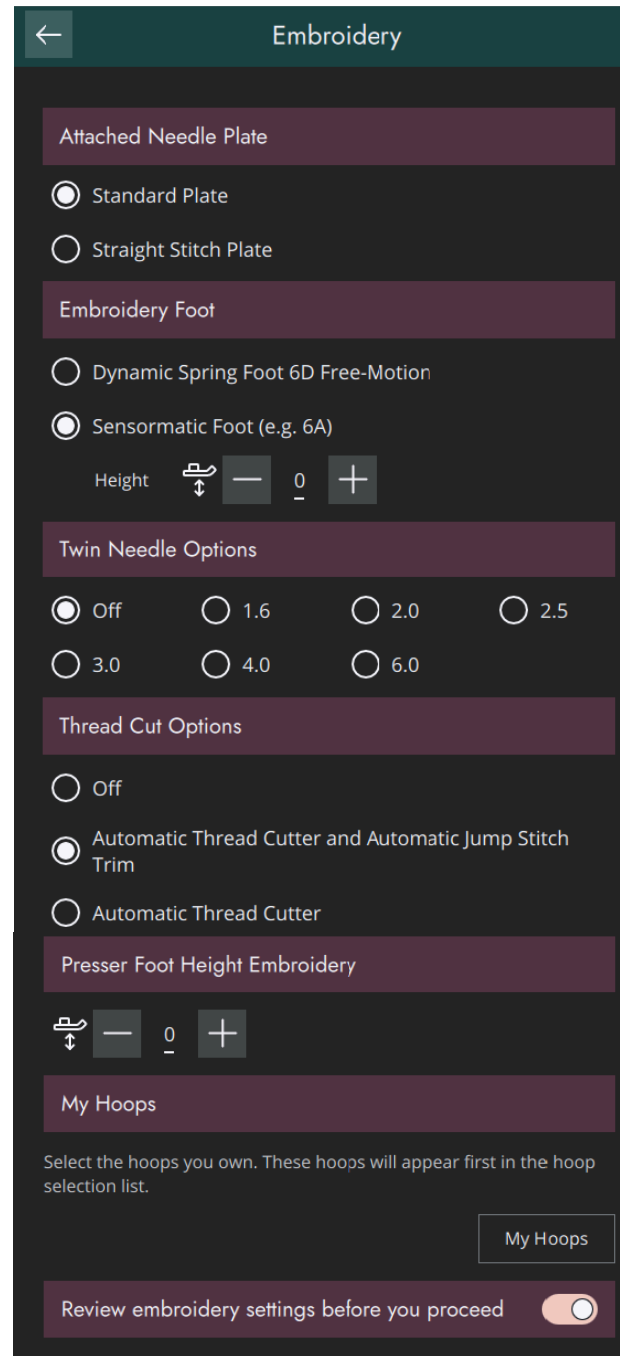 Embroidery
Attached Needle Plate
Standard Plate
Straight Stitch Plate
Embroidery Foot
Dynamic Spring Foot 6D Free-Motion
Sensormatic Foot (e.g. 6A)
Height 0
Twin Needle Options
Off 1.6 2.0 2.5
3.0 4.0 6.0
Thread Cut Options
Off
Automatic Thread Cutter and Automatic Jump Stitch
Trim
Automatic Thread Cutter
Presser Foot Height Embroidery
0
My Hoops
Select the hoops you own. These hoops will appear first in the hoop
selection list.
My Hoops
Review embroidery settings before you proceed